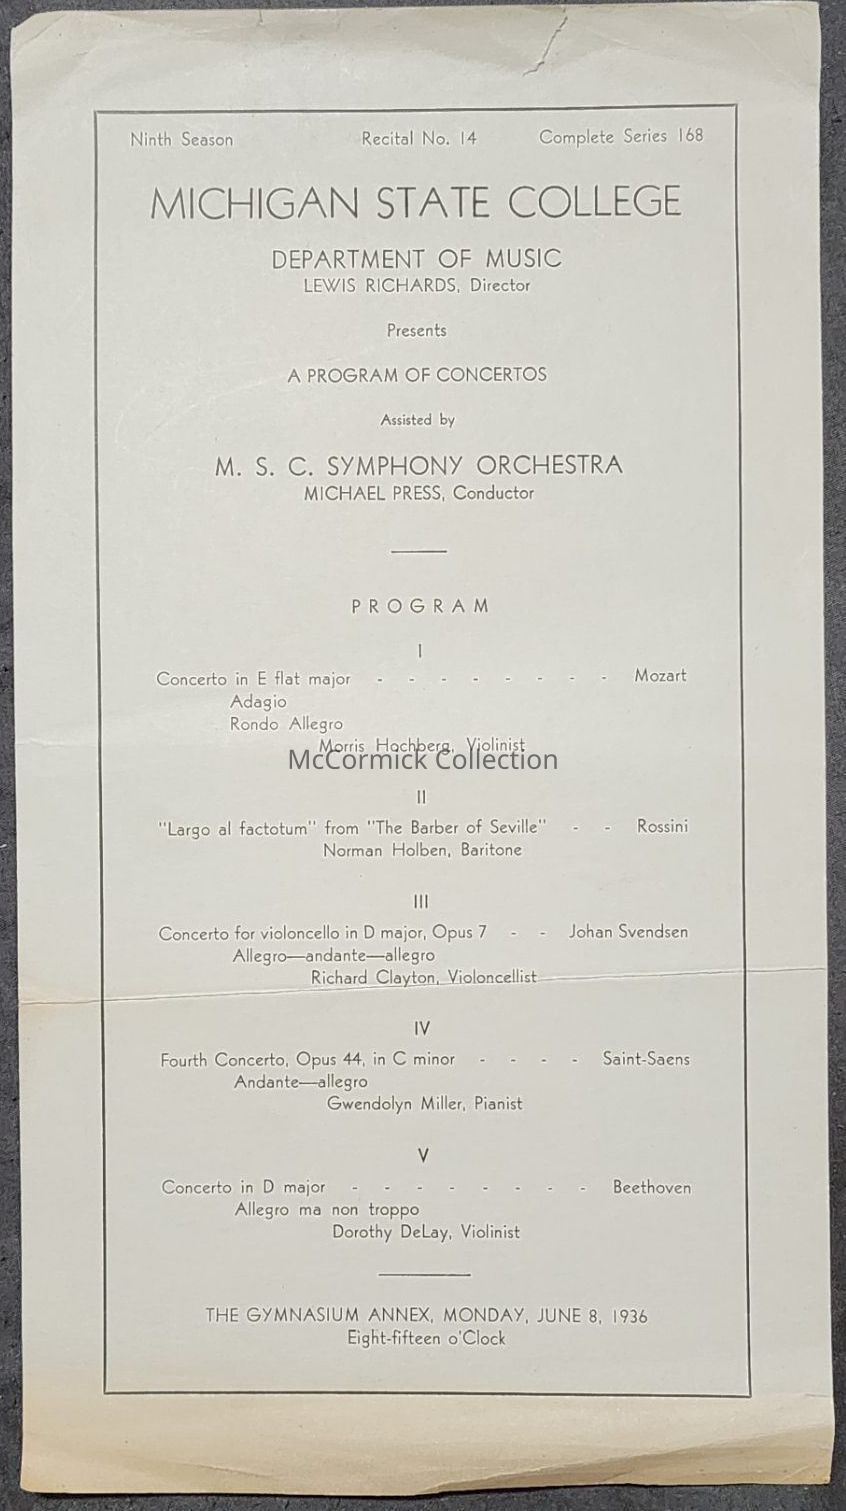 Ninth Season Recital No. 14 Complete Series 168
MICHIGAN STATE COLLEGE
DEPARTMENT OF MUSIC
LEWIS RICHARDS, Director
Presents
A PROGRAM OF CONCERTOS
Assisted by
M. S. C. SYMPHONY ORCHESTRA
MICHAEL PRESS, Conductor
PROGRAM
I
Concerto in E flat major - - - - - - - - Mozart
Adagio
Rondo Allegro
Morris Hochberg, Violinist
McCormick Collection
II
"Largo al factotum" from "The Barber of Seville" - - Rossini
Norman Holben, Baritone
III
Concerto for violoncello in D major, Opus 7 - - Johan Svendsen
Allegro—andante—allegro
Richard Clayton, Violoncellist
IV
Fourth Concerto, Opus 44, in C minor - - - - Saint-Saens
Andante—allegro
Gwendolyn Miller, Pianist
V
Concerto in D major - - - - - - - - Beethoven
Allegro ma non troppo
Dorothy DeLay, Violinist
THE GYMNASIUM ANNEX, MONDAY, JUNE 8, 1936
Eight-fifteen o'Clock